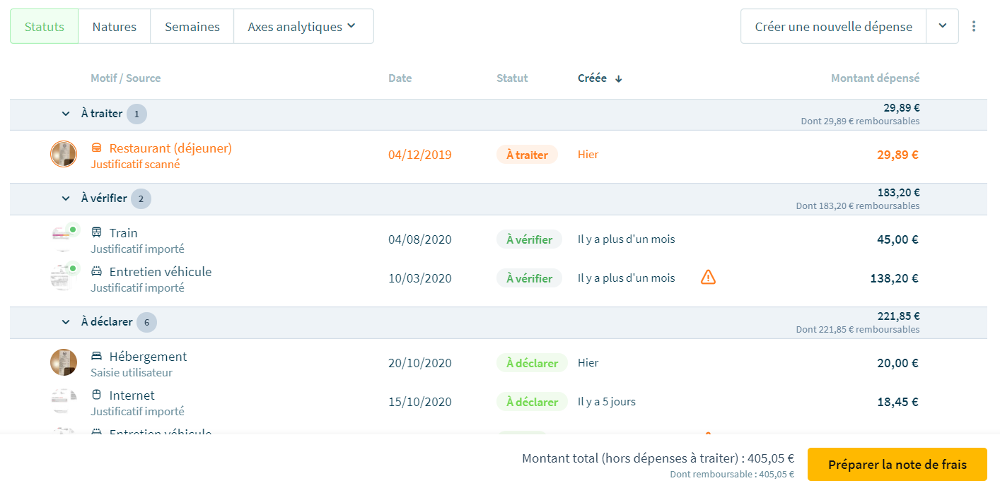 Statuts Natures Semaines Axes analytiques Créer une nouvelle dépense
Motif / Source Date Statut Créée Montant dépensé
À traiter 1 29,89 €
Dont 29,89 € remboursables
Restaurant (déjeuner) 04/12/2019 À traiter Hier 29,89 €
Justificatif scanné
À vérifier 2 183,20 €
Dont 183,20 € remboursables
Train 04/08/2020 À vérifier Il y a plus d'un mois 45,00 €
Justificatif importé
Entretien véhicule 10/03/2020 À vérifier Il y a plus d'un mois 138,20 €
Justificatif importé
À déclarer 6 221,85 €
Dont 221,85 € remboursables
Hébergement 20/10/2020 À déclarer Hier 20,00 €
Saisie utilisateur
Internet 15/10/2020 À déclarer Il y a 5 jours 18,45 €
Justificatif importé
Entretien véhicule
Montant total (hors dépenses à traiter) : 405,05 €
Dont remboursable : 405,05 €
Préparer la note de frais